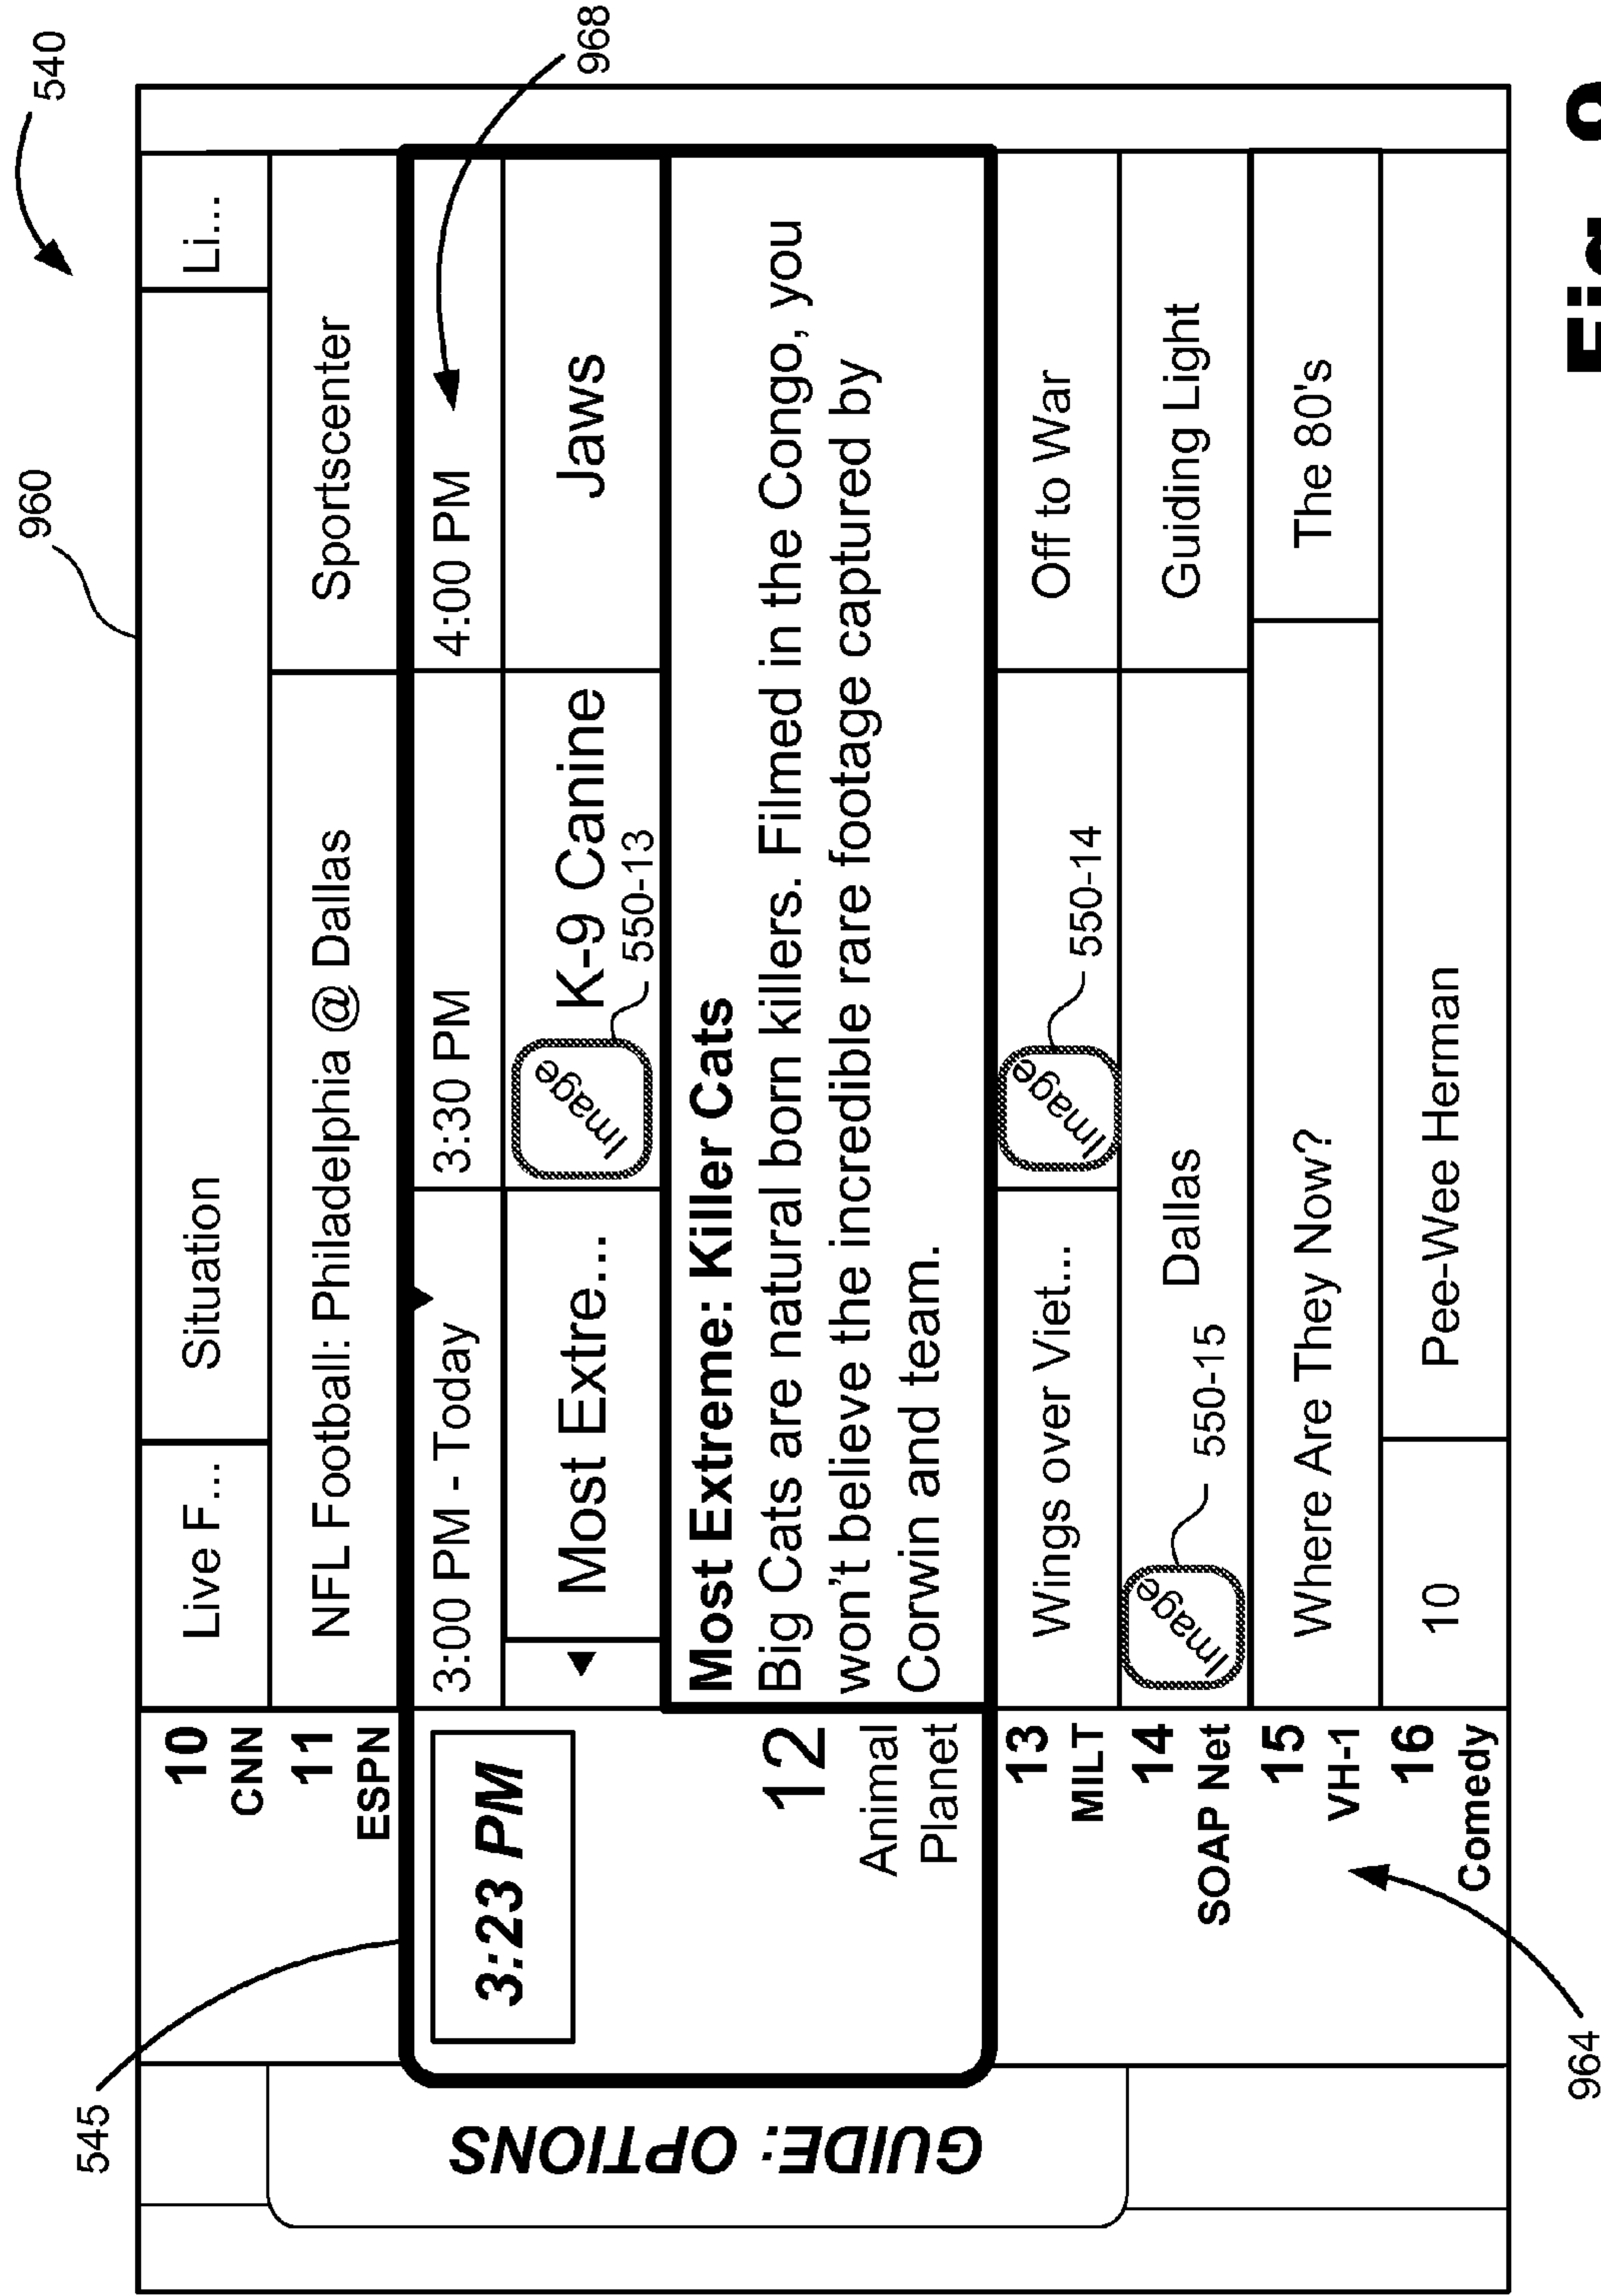 540
960
545
10
CNN
Live F...
Situation
Li...
11
ESPN
NFL Football: Philadelphia @ Dallas
Sportscenter
968
3:23 PM
3:00 PM - Today
3:30 PM
4:00 PM
Most Extre...
Image
K-9 Canine
550-13
Jaws
GUIDE: OPTIONS
12
Animal
Planet
Most Extreme: Killer Cats
Big Cats are natural born killers. Filmed in the Congo, you
won't believe the incredible rare footage captured by
Corwin and team.
13
MILT
Wings over Viet...
Image
550-14
Off to War
14
SOAP Net
Image
550-15
Dallas
Guiding Light
15
VH-1
Where Are They Now?
The 80's
16
Comedy
10
Pee-Wee Herman
964